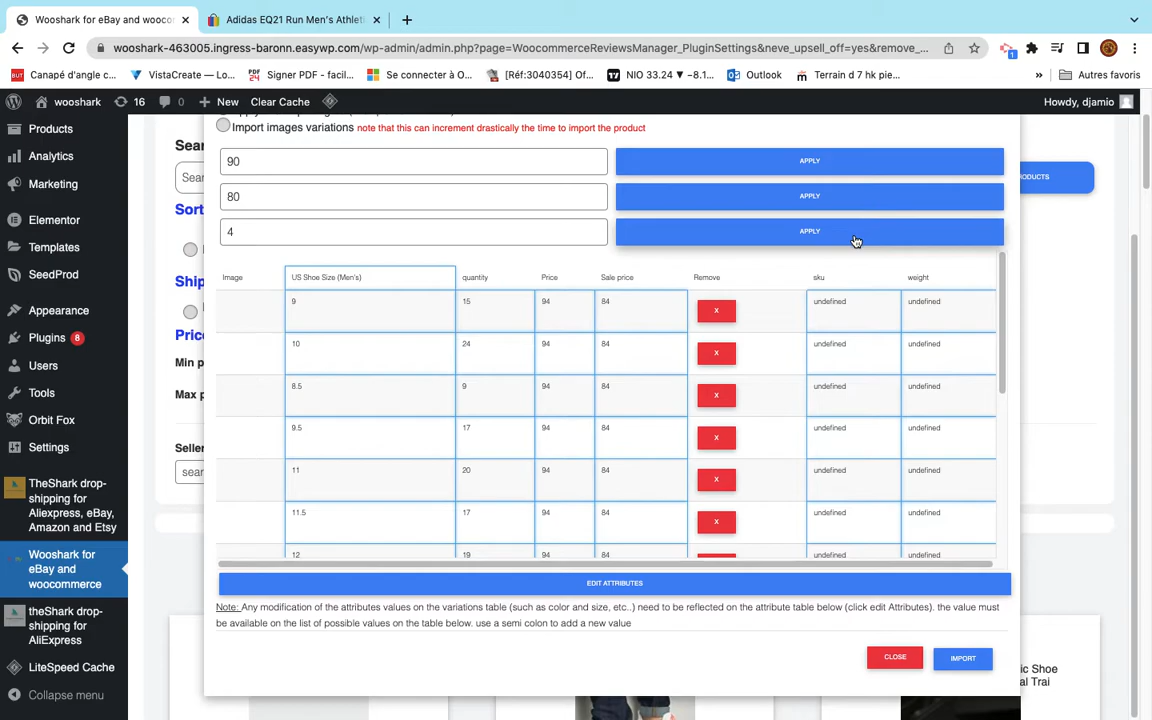 Wooshark for eBay and wooco
Adidas EQ21 Run Men's Athleti
wooshark-463005.ingress-baronn.easywp.com/wp-admin/admin.php?page=WoocommerceReviewsManager_PluginSettings&neve_upsell_off=yes&remove_...
1
BUT Canapé d'angle c...
VistaCreate – Lo...
PDF 24 Signer PDF - facil...
Se connecter à O...
[Réf:3040354] Of...
NIO 33.24 ▼ −8.1...
Outlook
Terrain d 7 hk pie...
»
Autres favoris
wooshark
16
0
New
Clear Cache
Howdy, djamio
Products
Analytics
Marketing
Elementor
Templates
SeedProd
Appearance
Plugins 8
Users
Tools
Orbit Fox
Settings
TheShark drop-
shipping for
Aliexpress, eBay,
Amazon and Etsy
Wooshark for
eBay and
woocommerce
theShark drop-
shipping for
AliExpress
LiteSpeed Cache
Collapse menu
Sear
Sear
Sort
Ship
Price
Min p
Max p
Seller
sear
ODUCTS
Import images variations note that this can increment drastically the time to import the product
90 APPLY
80 APPLY
4 APPLY
Image US Shoe Size (Men's) quantity Price Sale price Remove sku weight
9 15 94 84 X undefined undefined
10 24 94 84 X undefined undefined
8.5 9 94 84 X undefined undefined
9.5 17 94 84 X undefined undefined
11 20 94 84 X undefined undefined
11.5 17 94 84 X undefined undefined
12 19 94 84 undefined undefined
EDIT ATTRIBUTES
Note: Any modification of the attributes values on the variations table (such as color and size, etc..) need to be reflected on the attribute table below (click edit Attributes). the value must
be available on the list of possible values on the table below. use a semi colon to add a new value
CLOSE IMPORT
ic Shoe
al Trai